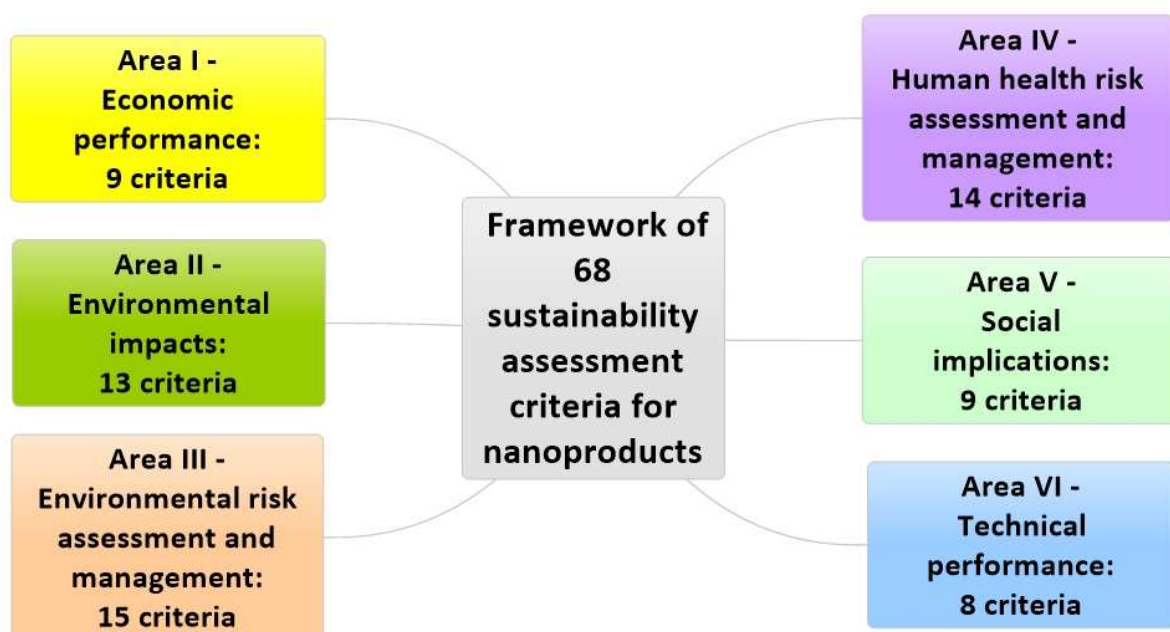 Area I -
Economic
performance:
9 criteria
Area II -
Environmental
impacts:
13 criteria
Area III -
Environmental risk
assessment and
management:
15 criteria
Framework of
68
sustainability
assessment
criteria for
nanoproducts
Area IV -
Human health risk
assessment and
management:
14 criteria
Area V -
Social
implications:
9 criteria
Area VI -
Technical
performance:
8 criteria